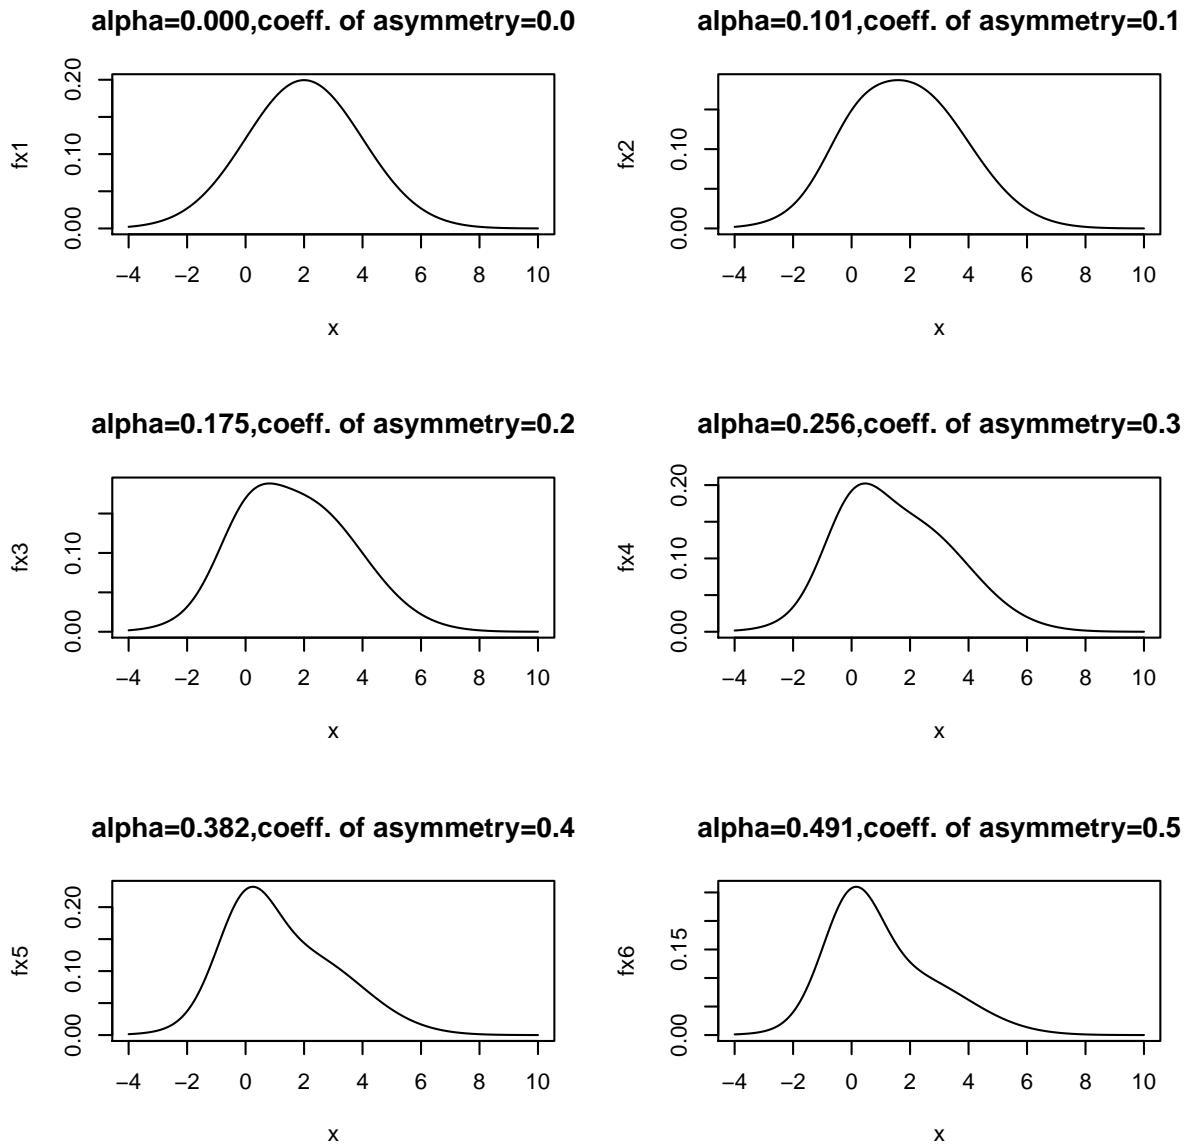 alpha=0.000,coeff. of asymmetry=0.0
fx1
0.00 0.10 0.20
−4 −2 0 2 4 6 8 10
x
alpha=0.101,coeff. of asymmetry=0.1
fx2
0.00 0.10
−4 −2 0 2 4 6 8 10
x
alpha=0.175,coeff. of asymmetry=0.2
fx3
0.00 0.10
−4 −2 0 2 4 6 8 10
x
alpha=0.256,coeff. of asymmetry=0.3
fx4
0.00 0.10 0.20
−4 −2 0 2 4 6 8 10
x
alpha=0.382,coeff. of asymmetry=0.4
fx5
0.00 0.10 0.20
−4 −2 0 2 4 6 8 10
x
alpha=0.491,coeff. of asymmetry=0.5
fx6
0.00 0.15
−4 −2 0 2 4 6 8 10
x